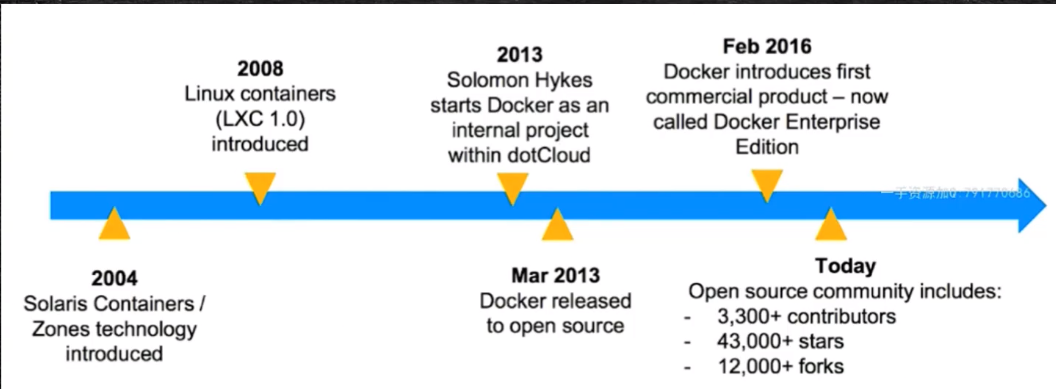 2008
Linux containers
(LXC 1.0)
introduced
2013
Solomon Hykes
starts Docker as an
internal project
within dotCloud
Feb 2016
Docker introduces first
commercial product – now
called Docker Enterprise
Edition
一手资源加Q:791770686
2004
Solaris Containers /
Zones technology
introduced
Mar 2013
Docker released
to open source
Today
Open source community includes:
- 3,300+ contributors
- 43,000+ stars
- 12,000+ forks